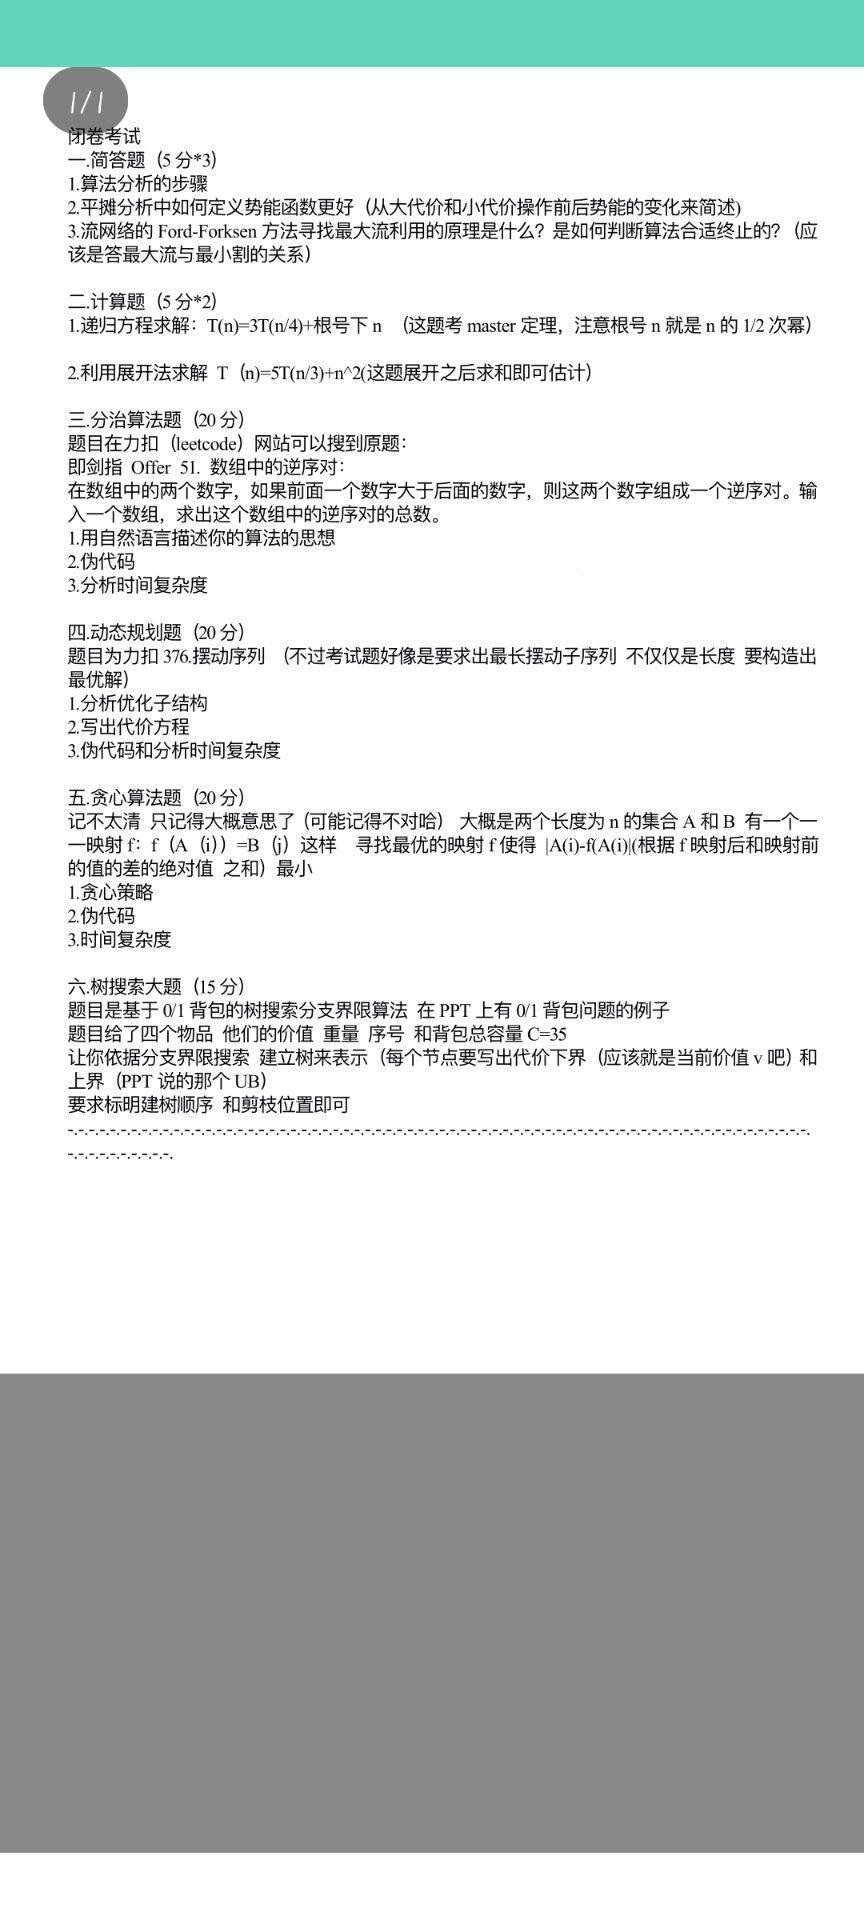 1/1
闭卷考试
一.简答题（5分*3）
1.算法分析的步骤
2.平摊分析中如何定义势能函数更好（从大代价和小代价操作前后势能的变化来简述)
3.流网络的 Ford-Forksen 方法寻找最大流利用的原理是什么？是如何判断算法合适终止的？（应
该是答最大流与最小割的关系）
二.计算题（5分*2）
1.递归方程求解：T(n)=3T(n/4)+根号下 n （这题考 master 定理，注意根号 n 就是 n 的 1/2 次幂）
2.利用展开法求解 T（n)=5T(n/3)+n^2(这题展开之后求和即可估计）
三.分治算法题（20 分）
题目在力扣（leetcode）网站可以搜到原题：
即剑指 Offer 51. 数组中的逆序对：
在数组中的两个数字，如果前面一个数字大于后面的数字，则这两个数字组成一个逆序对。输
入一个数组，求出这个数组中的逆序对的总数。
1.用自然语言描述你的算法的思想
2.伪代码
3.分析时间复杂度
四.动态规划题（20 分）
题目为力扣 376.摆动序列 （不过考试题好像是要求出最长摆动子序列 不仅仅是长度 要构造出
最优解）
1.分析优化子结构
2.写出代价方程
3.伪代码和分析时间复杂度
五.贪心算法题（20 分）
记不太清 只记得大概意思了（可能记得不对哈） 大概是两个长度为 n 的集合 A 和 B 有一个一
一映射 f：f（A（i））=B（j）这样 寻找最优的映射 f 使得 |A(i)-f(A(i)|(根据 f 映射后和映射前
的值的差的绝对值 之和）最小
1.贪心策略
2.伪代码
3.时间复杂度
六.树搜索大题（15 分）
题目是基于 0/1 背包的树搜索分支界限算法 在 PPT 上有 0/1 背包问题的例子
题目给了四个物品 他们的价值 重量 序号 和背包总容量 C=35
让你依据分支界限搜索 建立树来表示（每个节点要写出代价下界（应该就是当前价值 v 吧）和
上界（PPT 说的那个 UB）
要求标明建树顺序 和剪枝位置即可
-.-.-.-.-.-.-.-.-.-.-.-.-.-.-.-.-.-.-.-.-.-.-.-.-.-.-.-.-.-.-.-.-.-.-.-.-.-.-.-.-.-.-.-.-.-.-.-.-.-.-.-.-.-.-.-.-.-.-.-.-.-.-.-.-.-.-.-.-.-.
-.-.-.-.-.-.-.-.-.-.